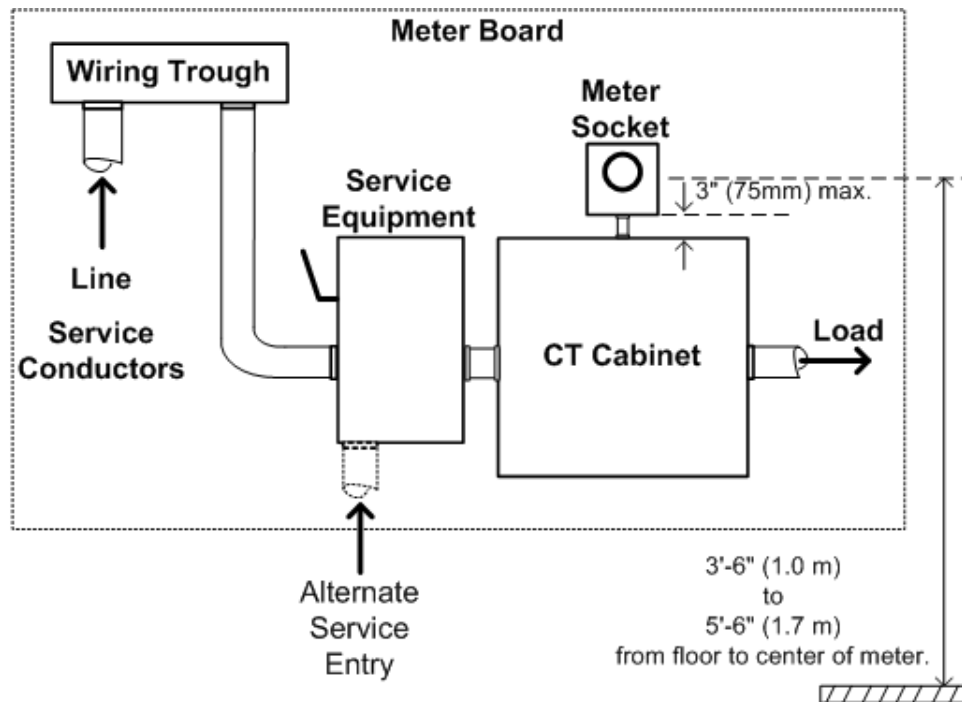 Meter Board
Wiring Trough
Meter
Socket
3" (75mm) max.
Service
Equipment
Line
Service
Conductors
CT Cabinet
Load
Alternate
Service
Entry
3'-6" (1.0 m)
to
5'-6" (1.7 m)
from floor to center of meter.